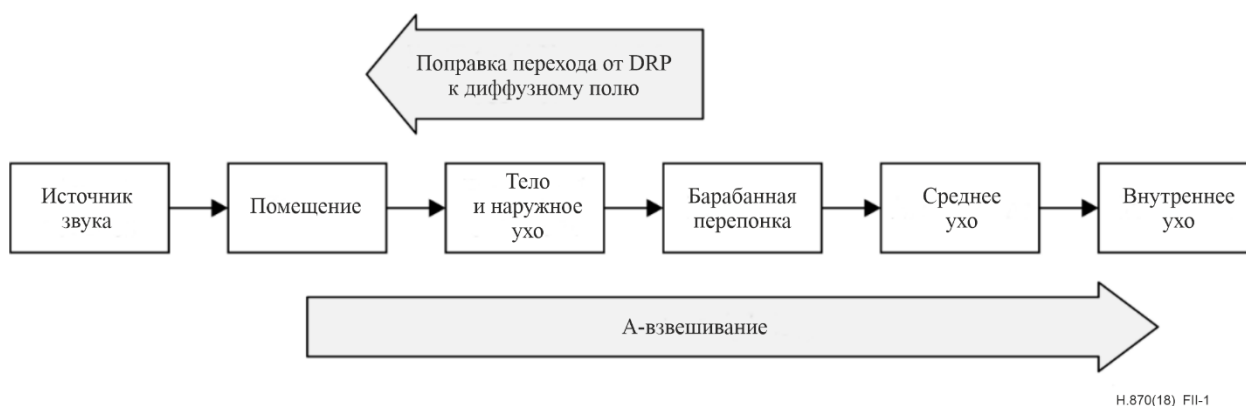 Поправка перехода от DRP
к диффузному полю
Источник
звука
Помещение
Тело
и наружное
ухо
Барабанная
перепонка
Среднее
ухо
Внутреннее
ухо
А-взвешивание
H.870(18)_FII-1